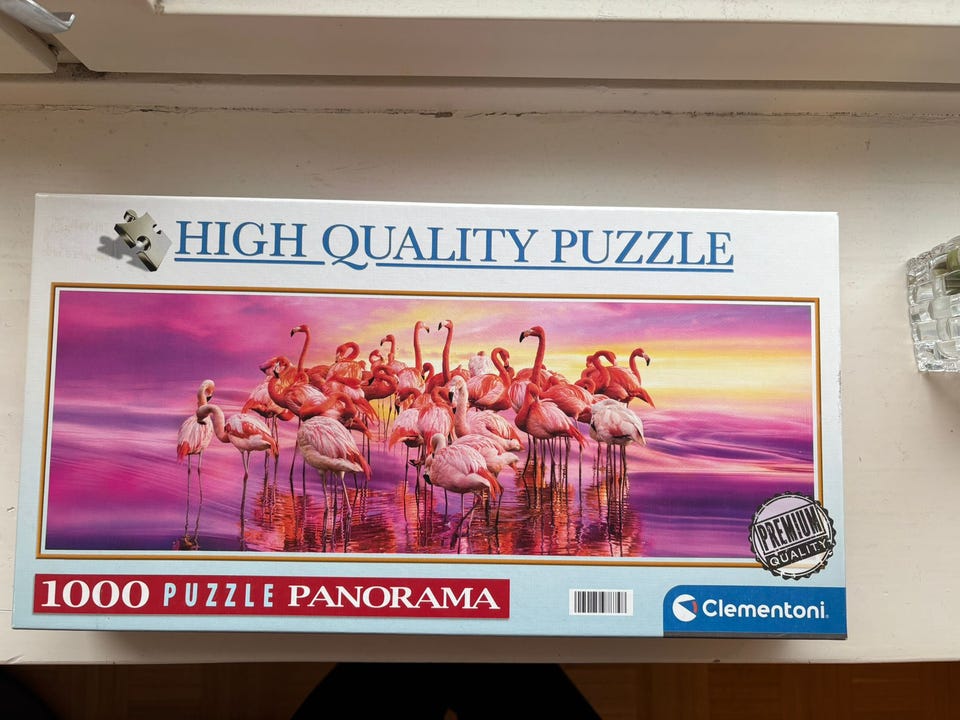 HIGH QUALITY PUZZLE
PREMIUM
QUALITY
1000 PUZZLE PANORAMA
Clementoni®